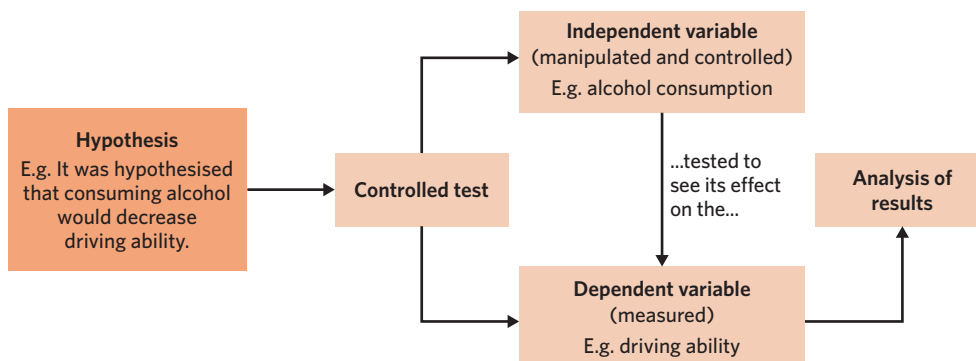 Hypothesis
E.g. It was hypothesised
that consuming alcohol
would decrease
driving ability.
Controlled test
Independent variable
(manipulated and controlled)
E.g. alcohol consumption
...tested to
see its effect
on the...
Dependent variable
(measured)
E.g. driving ability
Analysis of
results